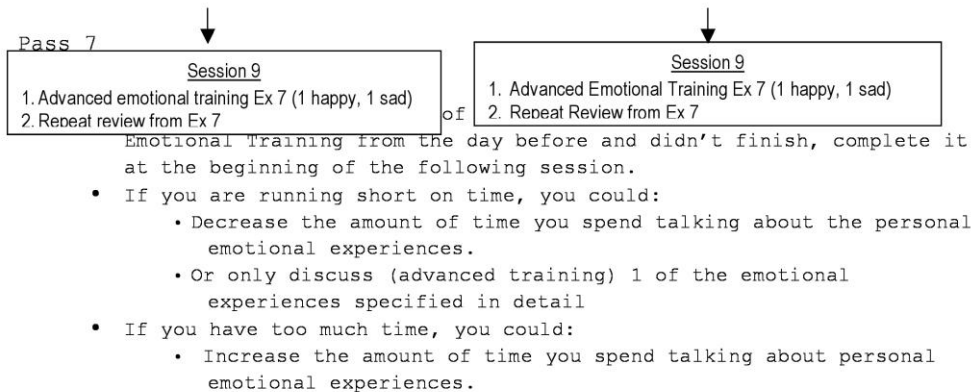 Pass 7
Session 9
1. Advanced emotional training Ex 7 (1 happy, 1 sad)
2. Repeat review from Ex 7
Session 9
1. Advanced Emotional Training Ex 7 (1 happy, 1 sad)
2. Repeat Review from Ex 7
of
Emotional Training from the day before and didn't finish, complete it
at the beginning of the following session.
• If you are running short on time, you could:
• Decrease the amount of time you spend talking about the personal
emotional experiences.
• Or only discuss (advanced training) 1 of the emotional
experiences specified in detail
• If you have too much time, you could:
• Increase the amount of time you spend talking about personal
emotional experiences.